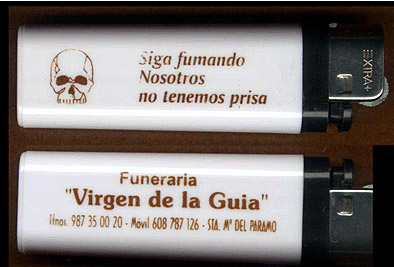 Siga fumando
Nosotros
no tenemos prisa
EXTRA+
Funeraria
"Virgen de la Guia"
Tfnos. 987 35 00 20 - Móvil 608 787 126 - STA. Mª DEL PARAMO